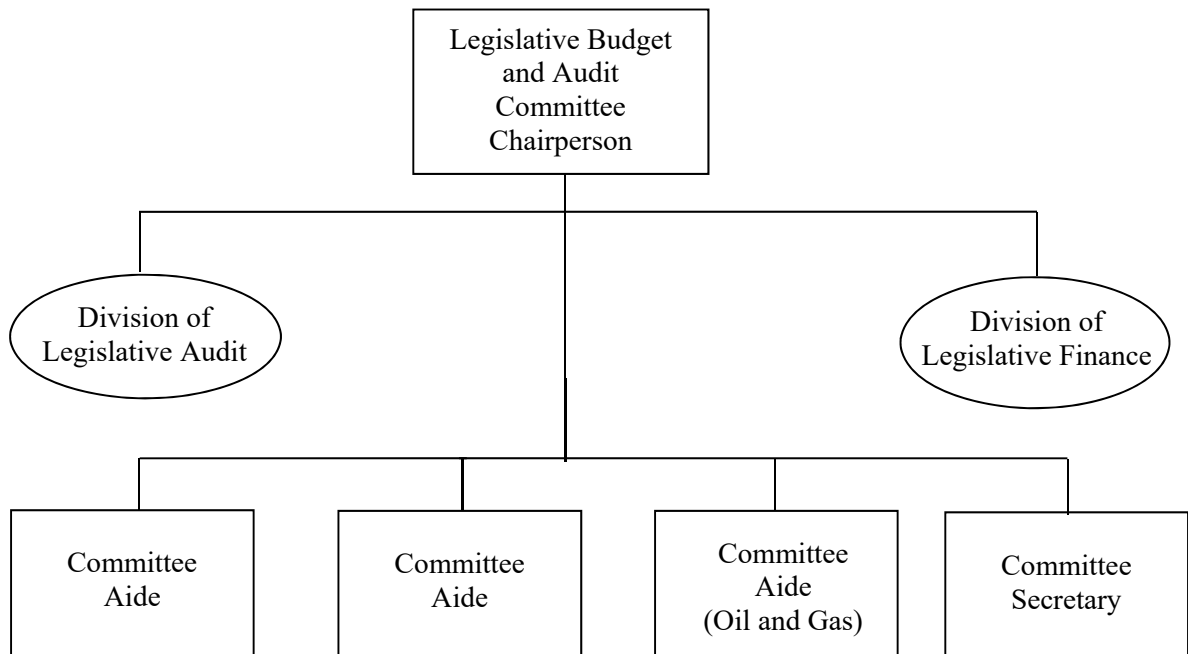 Legislative Budget
and Audit
Committee
Chairperson
Division of
Legislative Audit
Division of
Legislative Finance
Committee
Aide
Committee
Aide
Committee
Aide
(Oil and Gas)
Committee
Secretary